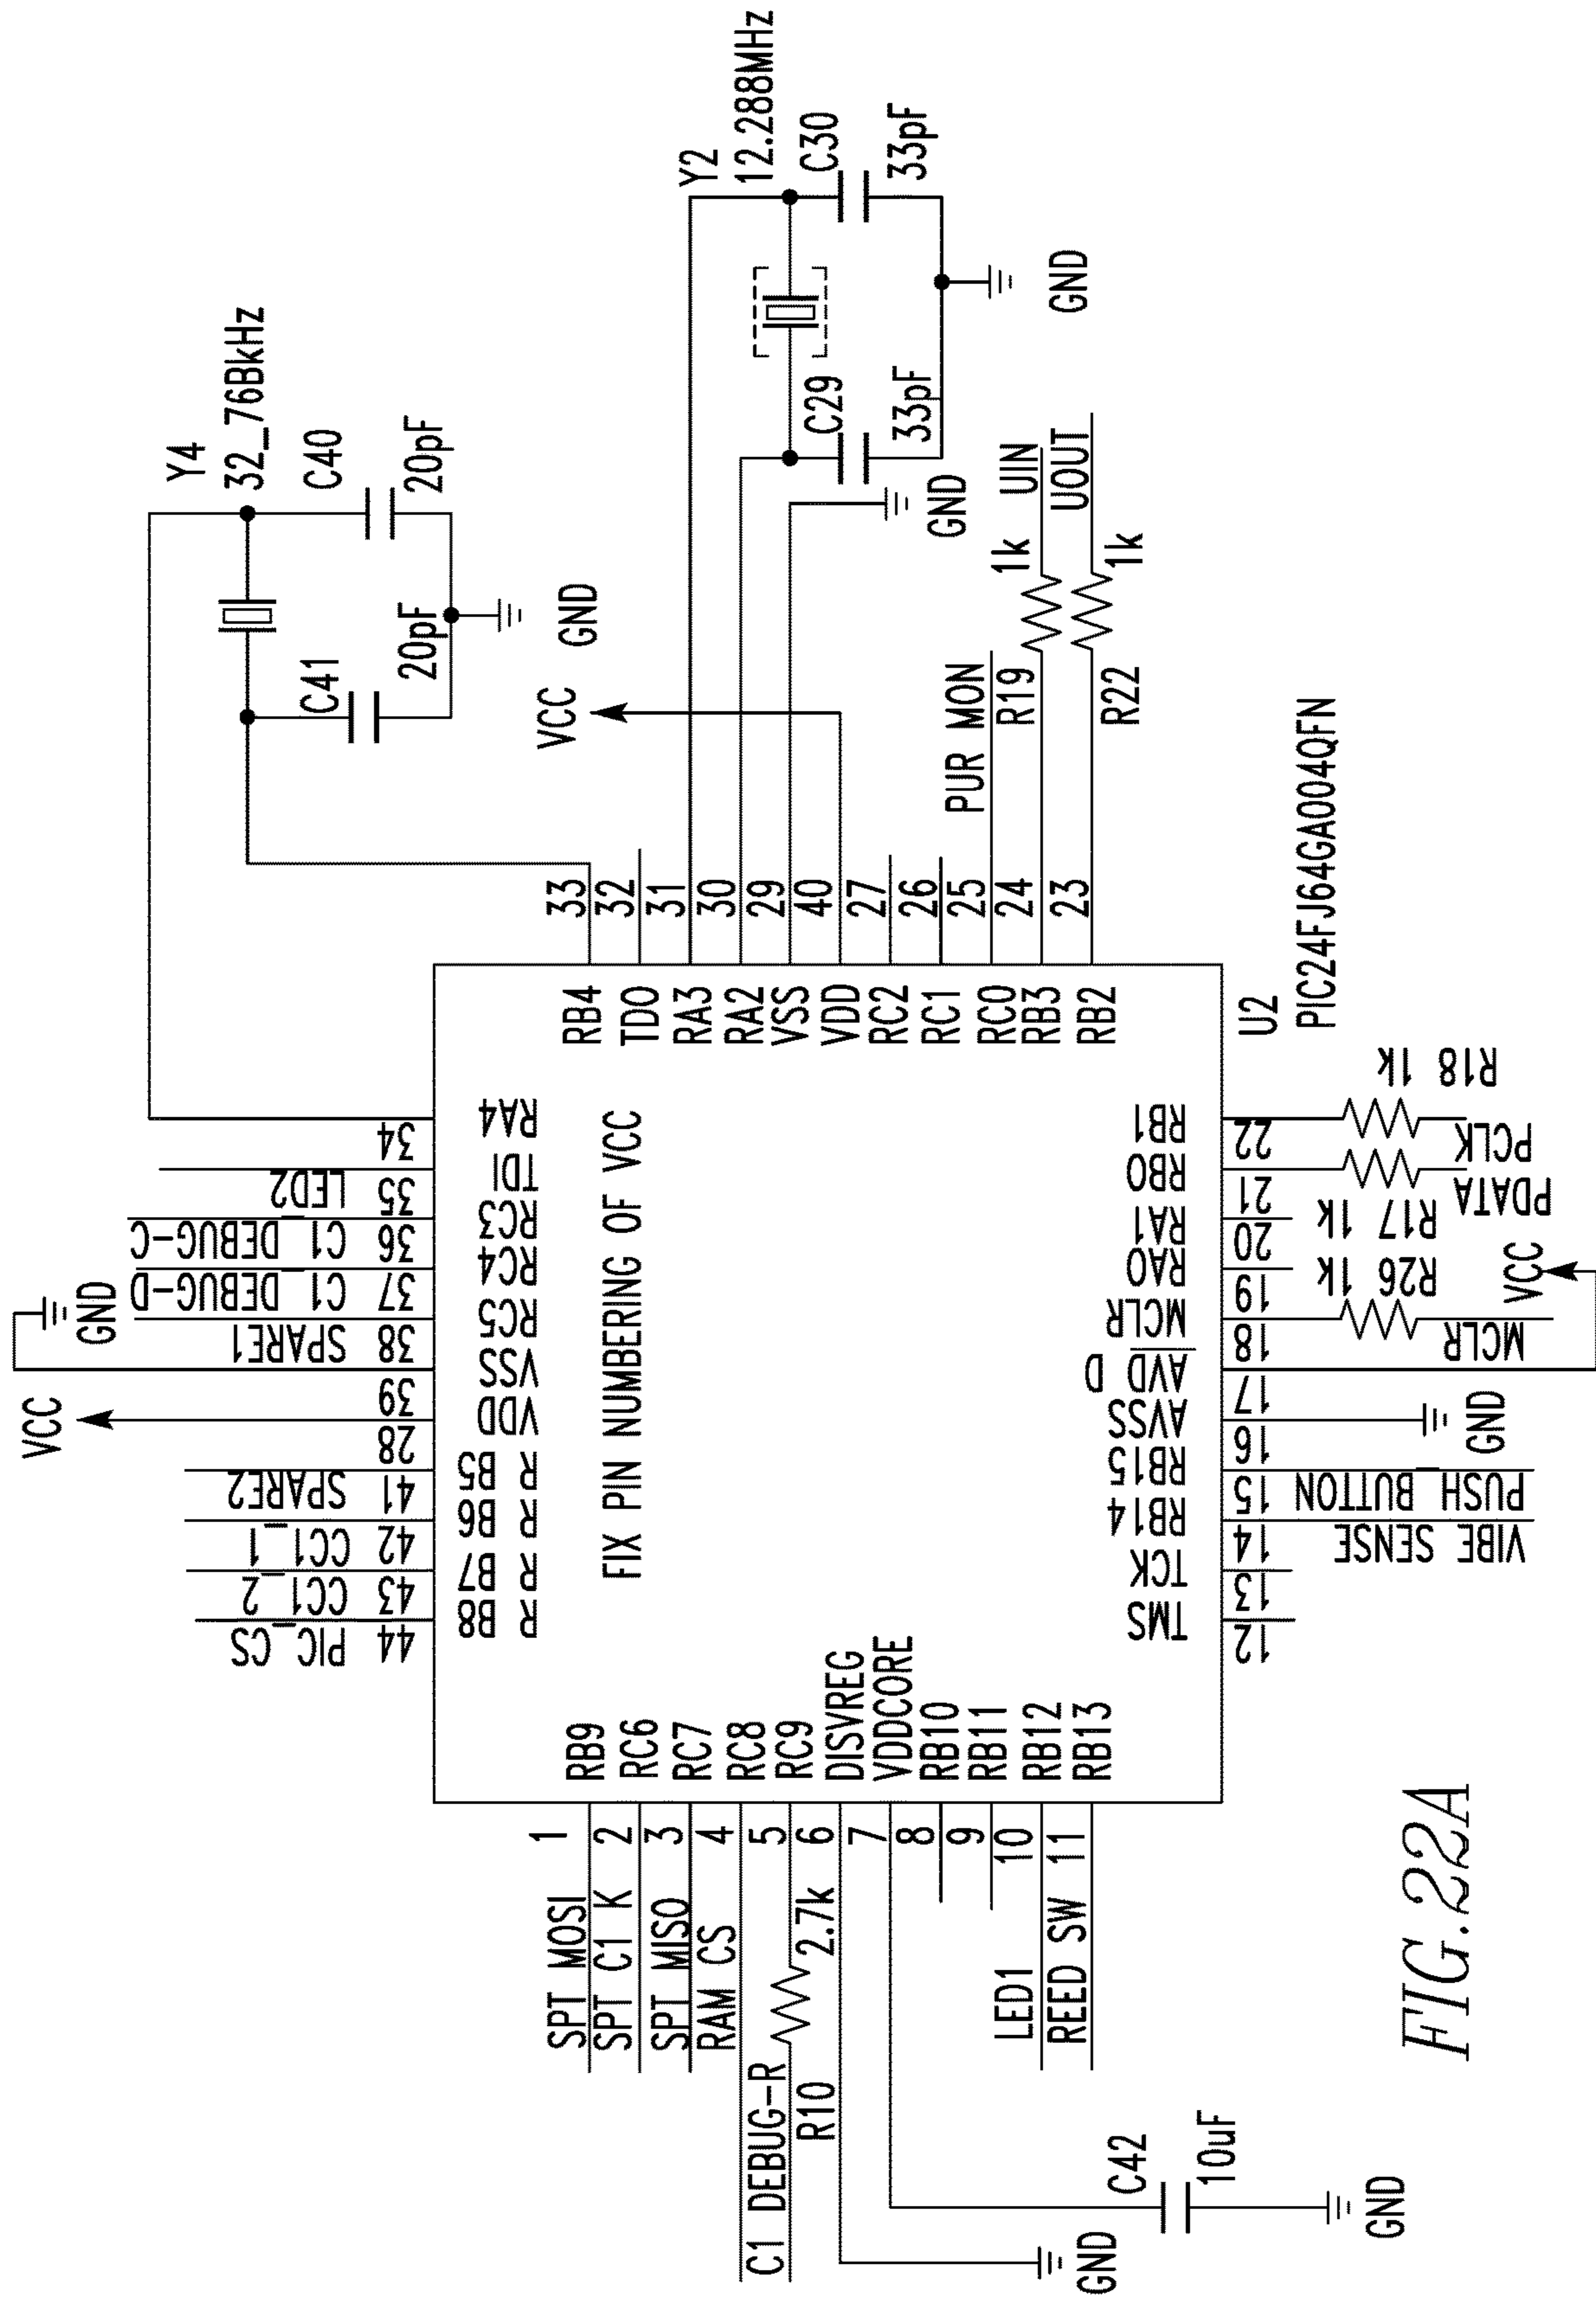 Y4
32_76BkHz
C41
20pF
C40
20pF
GND
VCC
Y2
12.288MHz
C29
33pF
C30
33pF
GND
GND
PUR MON
R19
1k
UIN
R22
1k
UOUT
33
32
31
30
29
40
27
26
25
24
23
RB4
TDO
RA3
RA2
VSS
VDD
RC2
RC1
RC0
RB3
RB2
U2
PIC24FJ64GA004QFN
FIX PIN NUMBERING OF VCC
34
RA4
35
TDI
LED2
36
RC3
C1_DEBUG-C
37
RC4
C1_DEBUG-D
38
RC5
SPARE1
39
VSS
GND
28
VDD
VCC
41
R B5
SPARE2
42
R B6
CC1_1
43
R B7
CC1_2
44
R B8
PIC_CS
RB1
22
R18 1k
PCLK
RB0
21
R17 1k
PDATA
RA1
20
RA0
19
MCLR
18
R26 1k
MCLR
AVD D
17
VCC
AVSS
16
GND
RB15
15
PUSH_BUTTON
RB14
14
VIBE SENSE
TCK
13
TMS
12
RB9
RC6
RC7
RC8
RC9
DISVREG
VDDCORE
RB10
RB11
RB12
RB13
SPT MOSI
1
SPT C1 K
2
SPT MISO
3
RAM CS
4
C1 DEBUG-R
5
R10
2.7k
6
7
8
9
LED1
10
REED SW
11
C42
10uF
GND
GND
FIG.22A